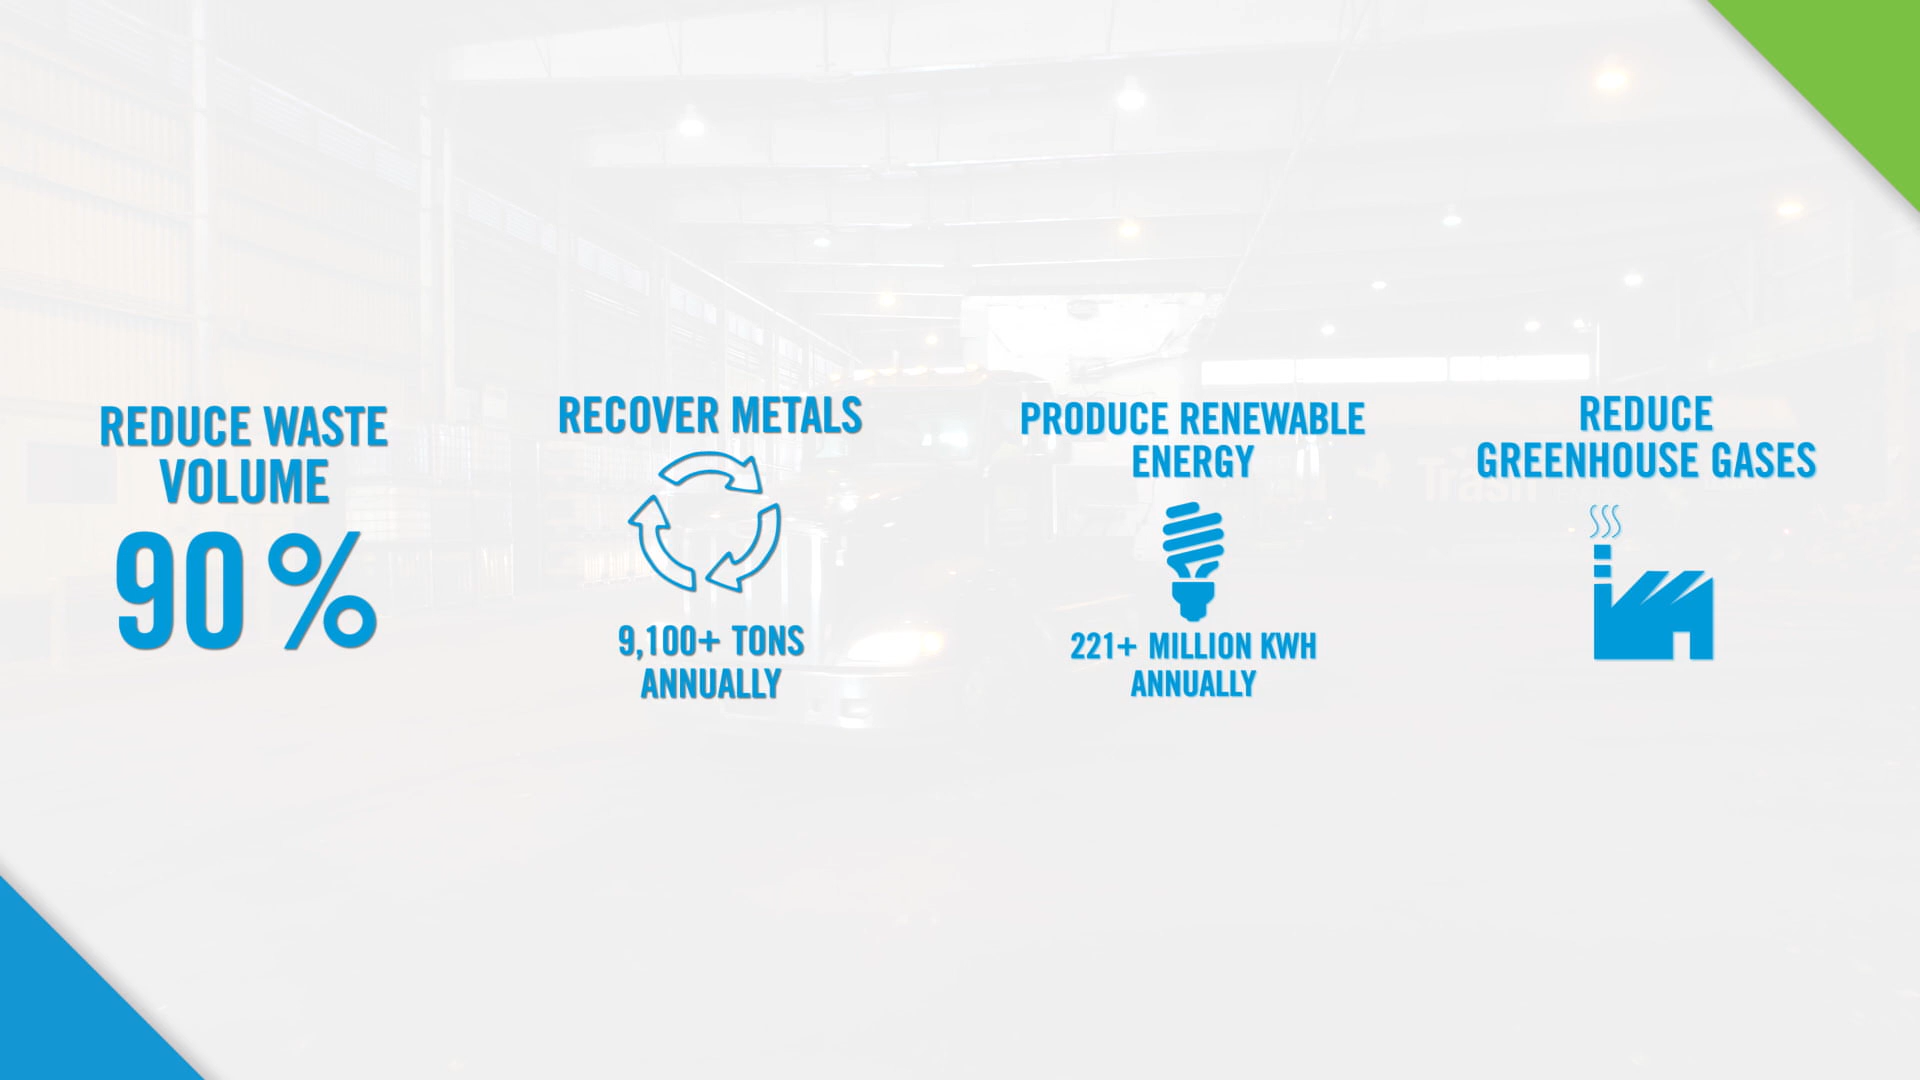 REDUCE WASTE
VOLUME
90%
RECOVER METALS
9,100+ TONS
ANNUALLY
PRODUCE RENEWABLE
ENERGY
221+ MILLION KWH
ANNUALLY
REDUCE
GREENHOUSE GASES
Trash